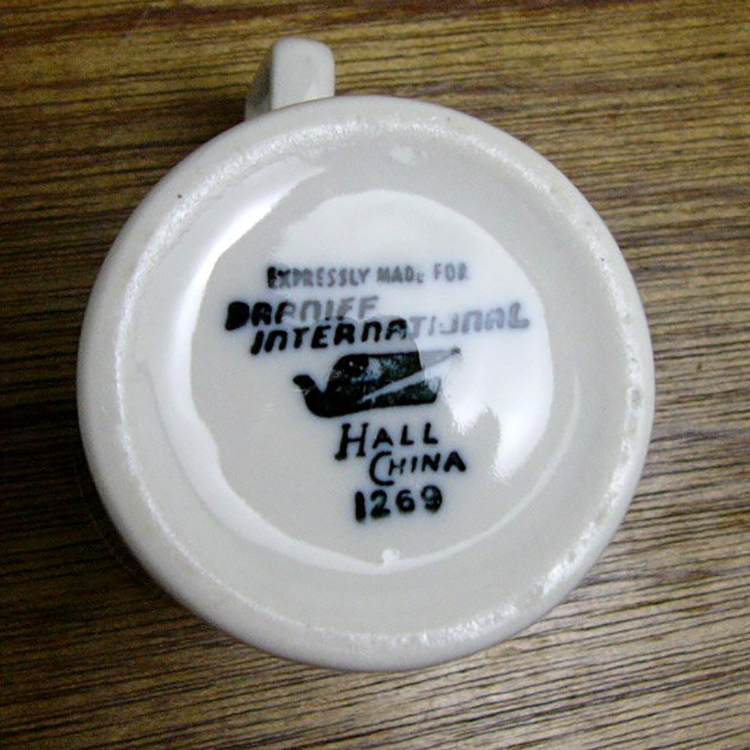 EXPRESSLY MADE FOR
BRANIFF
INTERNATIONAL
HALL
CHINA
1269